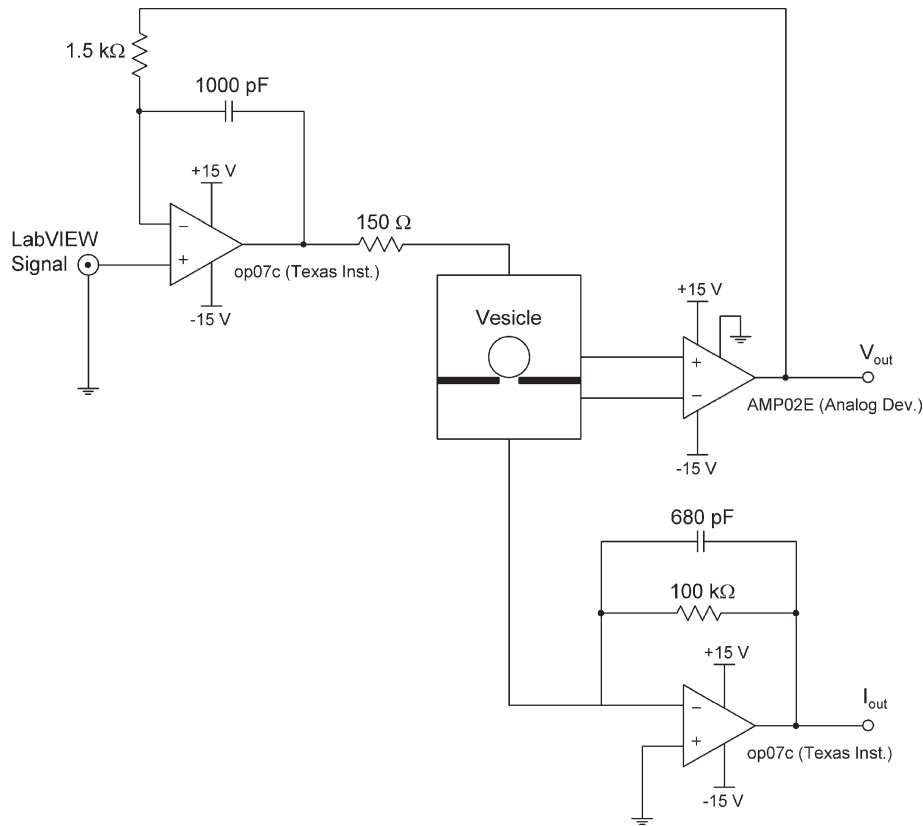 1.5 kΩ
1000 pF
+15 V
−
+
LabVIEW
Signal
op07c (Texas Inst.)
-15 V
150 Ω
Vesicle
+15 V
+
−
V_out
AMP02E (Analog Dev.)
-15 V
680 pF
100 kΩ
+15 V
−
+
I_out
op07c (Texas Inst.)
-15 V